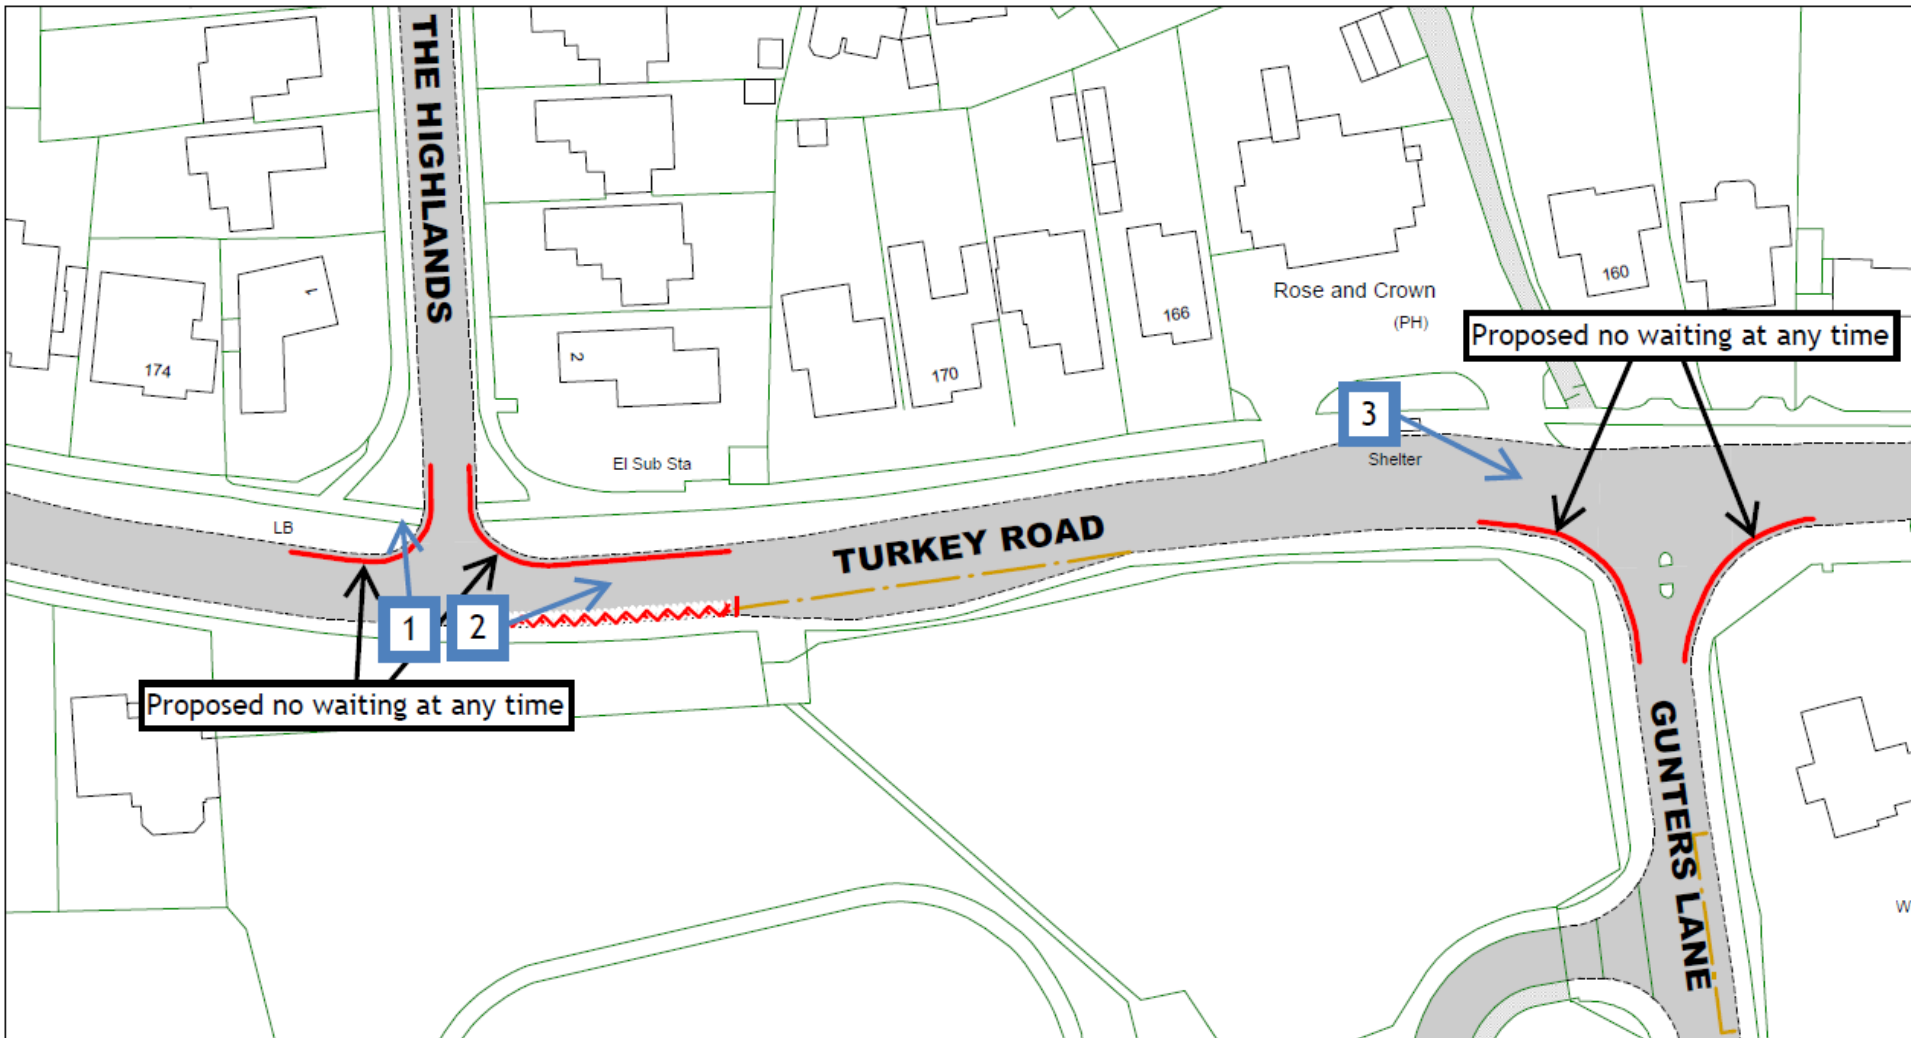 THE HIGHLANDS
174
1
2
170
166
Rose and Crown
(PH)
160
Proposed no waiting at any time
3
Shelter
El Sub Sta
LB
TURKEY ROAD
1
2
Proposed no waiting at any time
GUNTERS LANE
W